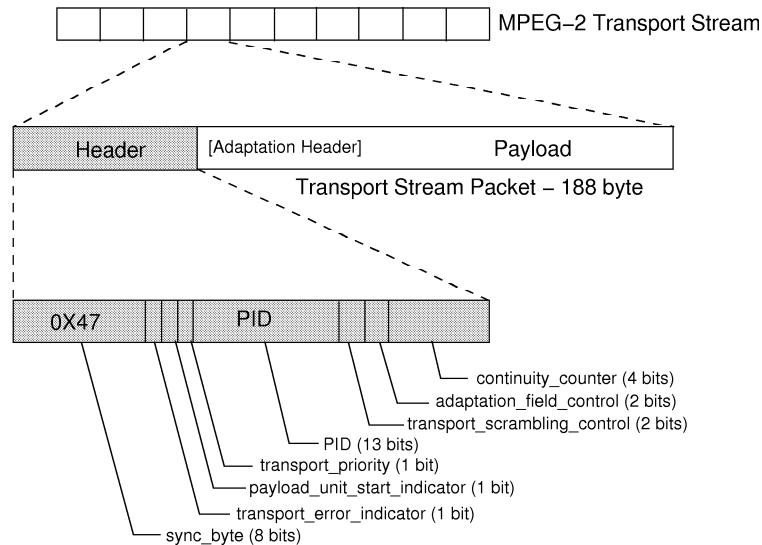 MPEG−2 Transport Stream
Header
[Adaptation Header]
Payload
Transport Stream Packet − 188 byte
0X47
PID
continuity_counter (4 bits)
adaptation_field_control (2 bits)
transport_scrambling_control (2 bits)
PID (13 bits)
transport_priority (1 bit)
payload_unit_start_indicator (1 bit)
transport_error_indicator (1 bit)
sync_byte (8 bits)